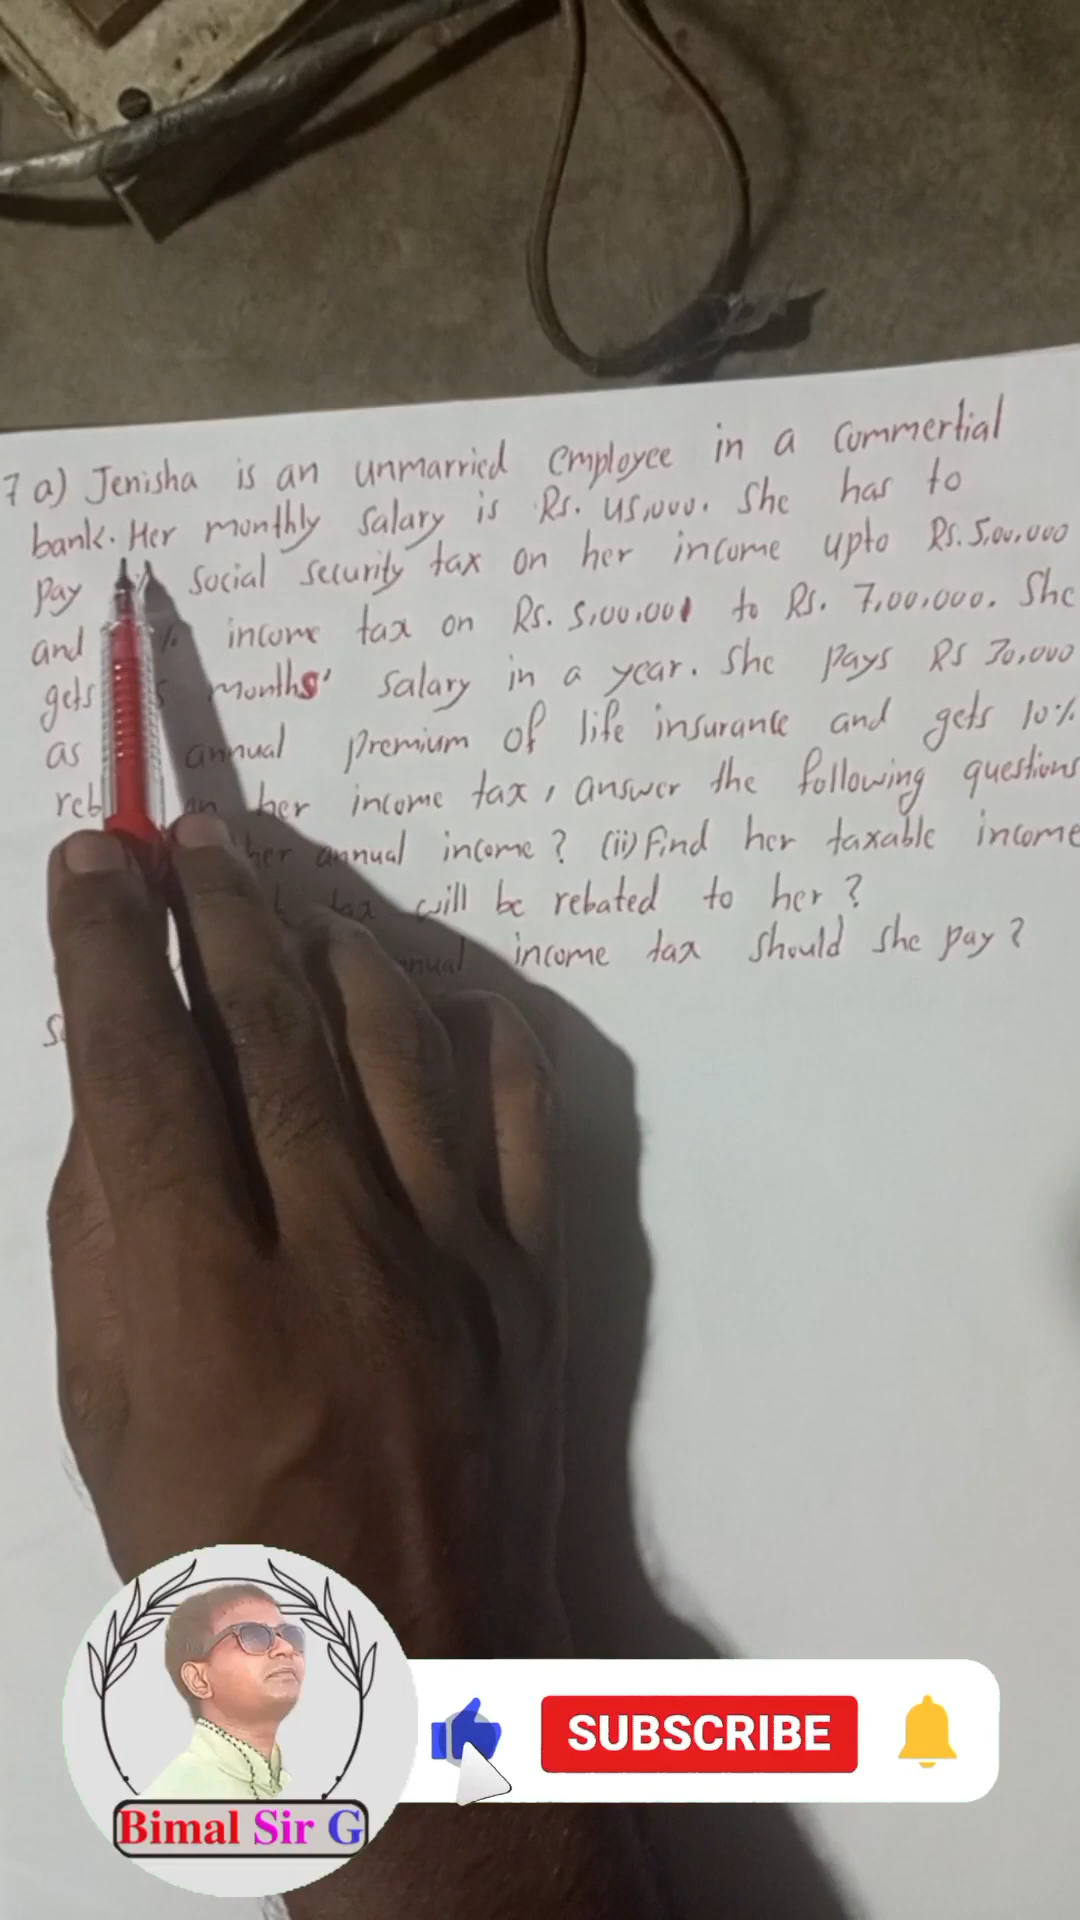 7 a) Jenisha is an unmarried employee in a commertial
bank. Her monthly salary is Rs. 45,000. She has to
pay % social security tax on her income upto Rs. 5,00,000
and % income tax on Rs. 5,00,001 to Rs. 7,00,000. She
gets months' salary in a year. She pays Rs 30,000
as annual premium of life insurance and gets 10%
reb on her income tax, answer the following questions
her annual income? (ii) Find her taxable income
tax will be rebated to her?
income tax should she pay?
SUBSCRIBE
Bimal Sir G